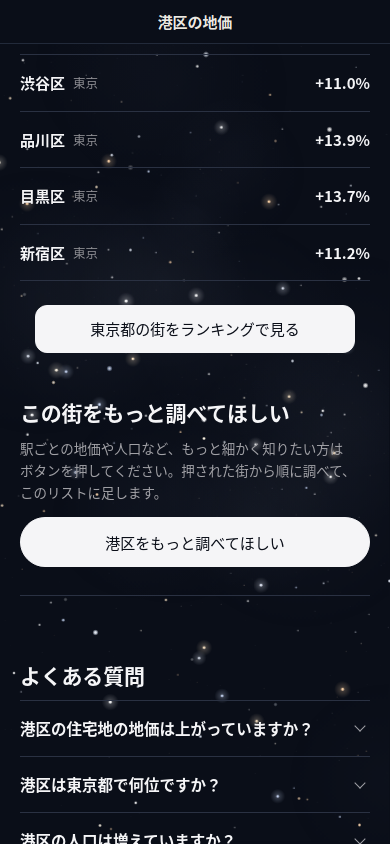 港区の地価
渋谷区 東京 +11.0%
品川区 東京 +13.9%
目黒区 東京 +13.7%
新宿区 東京 +11.2%
東京都の街をランキングで見る
この街をもっと調べてほしい
駅ごとの地価や人口など、もっと細かく知りたい方は
ボタンを押してください。押された街から順に調べて、
このリストに足します。
港区をもっと調べてほしい
よくある質問
港区の住宅地の地価は上がっていますか？
港区は東京都で何位ですか？
港区の人口は増えていますか？